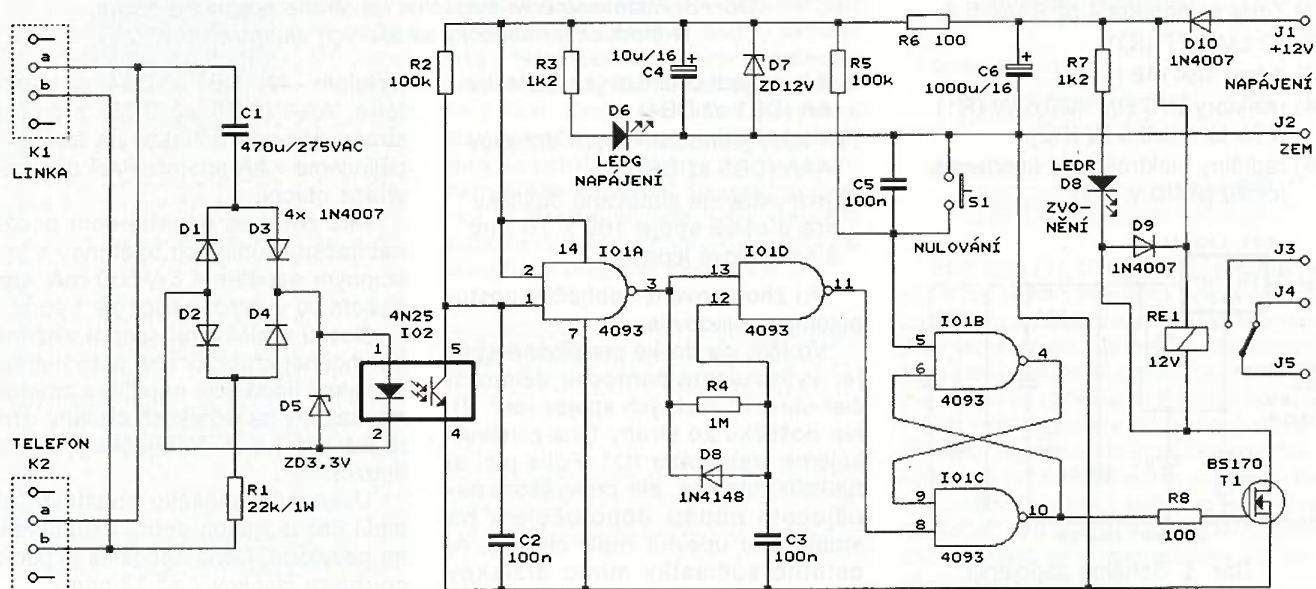 K1
LINKA
a
b
C1
470u/275VAC
4x 1N4007
D1
D3
D2
D4
TELEFON
K2
a
b
R1
22k/1W
D5
ZD3,3V
4N25
IO2
1
2
5
4
R2
100k
R3
1k2
D6
LEDG
NAPÁJENÍ
10u/16
C4
+
D7
ZD12V
R5
100k
R6
100
C6
+
1000u/16
R7
1k2
D10
1N4007
J1
+12V
NAPÁJENÍ
J2
ZEM
C5
100n
S1
NULOVÁNÍ
LEDR
D8
ZVO-
NĚNÍ
D9
1N4007
RE1
12V
J3
J4
J5
14
IO1A
2
1
3
7
4093
IO1D
13
12
11
4093
R4
1M
D8
1N4148
C2
100n
C3
100n
IO1B
5
6
4
4093
IO1C
9
8
10
4093
R8
100
BS170
T1